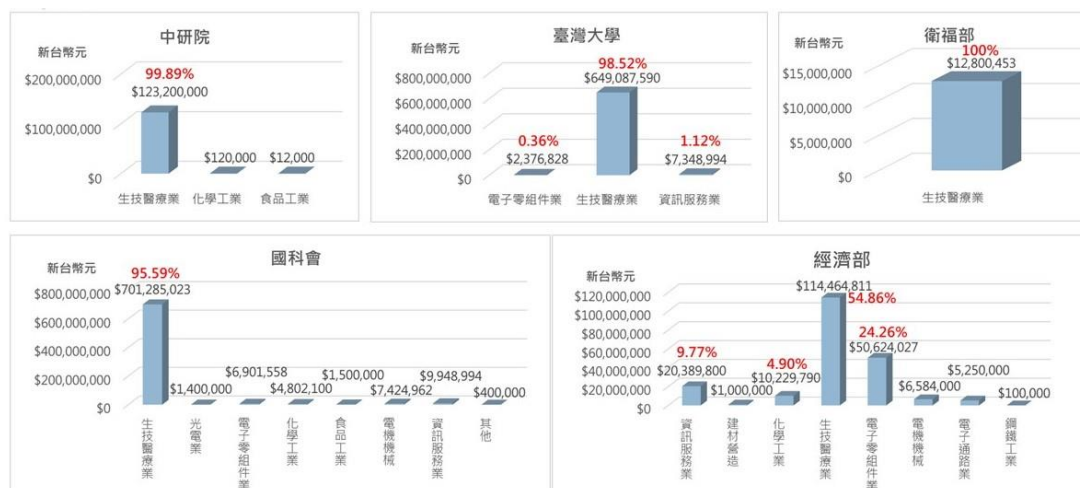 中研院
新台幣元
99.89%
$200,000,000
$123,200,000
$100,000,000
$120,000
$12,000
$0
生技醫療業 化學工業 食品工業
臺灣大學
新台幣元
98.52%
$800,000,000
$649,087,590
$600,000,000
$400,000,000
0.36%
1.12%
$200,000,000
$2,376,828
$7,348,994
$0
電子零組件業 生技醫療業 資訊服務業
衛福部
新台幣元
100%
$12,800,453
$15,000,000
$10,000,000
$5,000,000
$0
生技醫療業
國科會
新台幣元
95.59%
$701,285,023
$800,000,000
$600,000,000
$400,000,000
$200,000,000
$0
$1,400,000
$6,901,558
$4,802,100
$1,500,000
$7,424,962
$9,948,994
$400,000
生技醫療業
光電業
電子零組件業
化學工業
食品工業
電機機械
資訊服務業
其他
經濟部
新台幣元
$114,464,811
$120,000,000
54.86%
$100,000,000
$80,000,000
$60,000,000
$40,000,000
$20,000,000
$0
9.77%
$20,389,800
$1,000,000
4.90%
$10,229,790
24.26%
$50,624,027
$6,584,000
$5,250,000
$100,000
資訊服務業
建材營造
化學工業
生技醫療業
電子零組件業
電機機械
電子通路業
鋼鐵工業